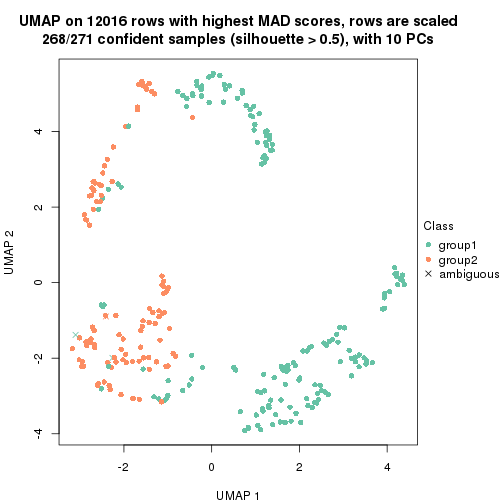 UMAP on 12016 rows with highest MAD scores, rows are scaled
268/271 confident samples (silhouette > 0.5), with 10 PCs
4
2
0
-2
-4
UMAP 2
-2
0
2
4
UMAP 1
Class
group1
group2
ambiguous